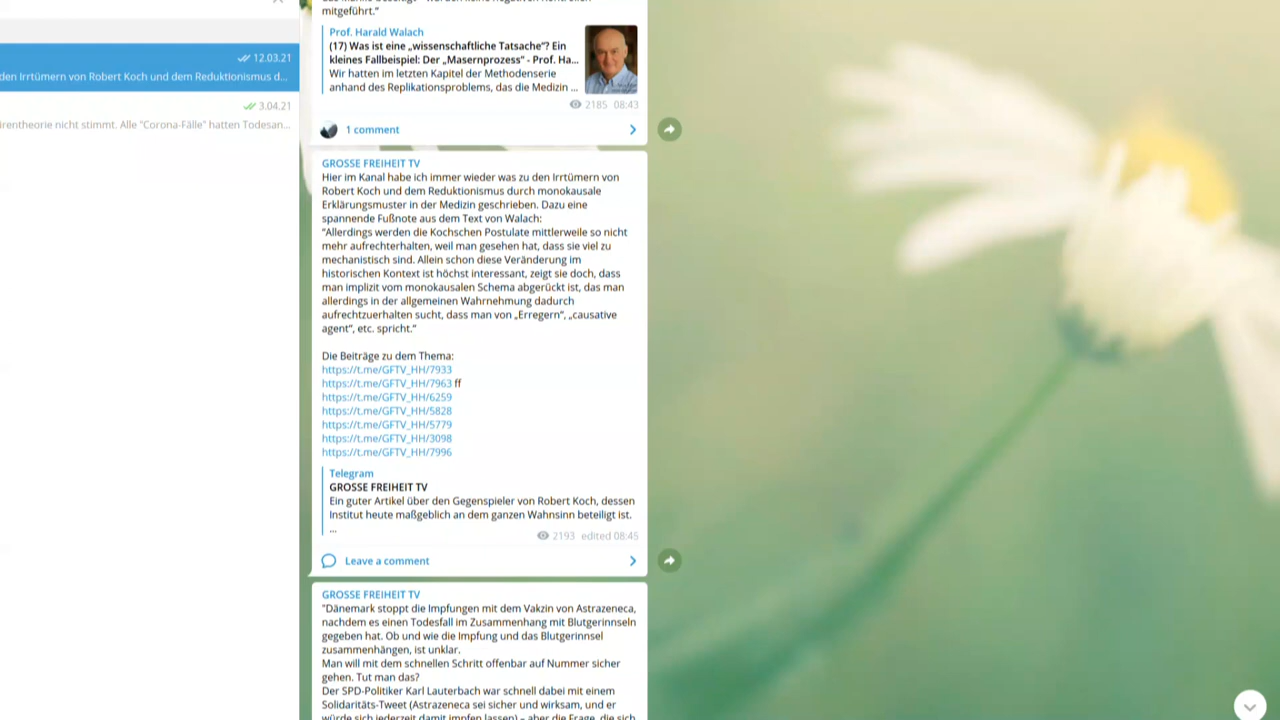 mitgeführt.“
Prof. Harald Walach
(17) Was ist eine „wissenschaftliche Tatsache“? Ein
kleines Fallbeispiel: Der „Masernprozess“ - Prof. Ha...
Wir hatten im letzten Kapitel der Methodenserie
anhand des Replikationsproblems, das die Medizin ...
2185 08:43
1 comment
12.03.21
den Irrtümern von Robert Koch und dem Reduktionismus d...
3.04.21
irentheorie nicht stimmt. Alle "Corona-Fälle" hatten Todesan...
GROSSE FREIHEIT TV
Hier im Kanal habe ich immer wieder was zu den Irrtümern von
Robert Koch und dem Reduktionismus durch monokausale
Erklärungsmuster in der Medizin geschrieben. Dazu eine
spannende Fußnote aus dem Text von Walach:
“Allerdings werden die Kochschen Postulate mittlerweile so nicht
mehr aufrechterhalten, weil man gesehen hat, dass sie viel zu
mechanistisch sind. Allein schon diese Veränderung im
historischen Kontext ist höchst interessant, zeigt sie doch, dass
man implizit vom monokausalen Schema abgerückt ist, das man
allerdings in der allgemeinen Wahrnehmung dadurch
aufrechtzuerhalten sucht, dass man von „Erregern“, „causative
agent“, etc. spricht.“
Die Beiträge zu dem Thema:
https://t.me/GFTV_HH/7933
https://t.me/GFTV_HH/7963 ff
https://t.me/GFTV_HH/6259
https://t.me/GFTV_HH/5828
https://t.me/GFTV_HH/5779
https://t.me/GFTV_HH/3098
https://t.me/GFTV_HH/7996
Telegram
GROSSE FREIHEIT TV
Ein guter Artikel über den Gegenspieler von Robert Koch, dessen
Institut heute maßgeblich an dem ganzen Wahnsinn beteiligt ist.
...
2193 edited 08:45
Leave a comment
GROSSE FREIHEIT TV
"Dänemark stoppt die Impfungen mit dem Vakzin von Astrazeneca,
nachdem es einen Todesfall im Zusammenhang mit Blutgerinnseln
gegeben hat. Ob und wie die Impfung und das Blutgerinnsel
zusammenhängen, ist unklar.
Man will mit dem schnellen Schritt offenbar auf Nummer sicher
gehen. Tut man das?
Der SPD-Politiker Karl Lauterbach war schnell dabei mit einem
Solidaritäts-Tweet (Astrazeneca sei sicher und wirksam, und er
würde sich jederzeit damit impfen lassen) – aber die Frage, die sich